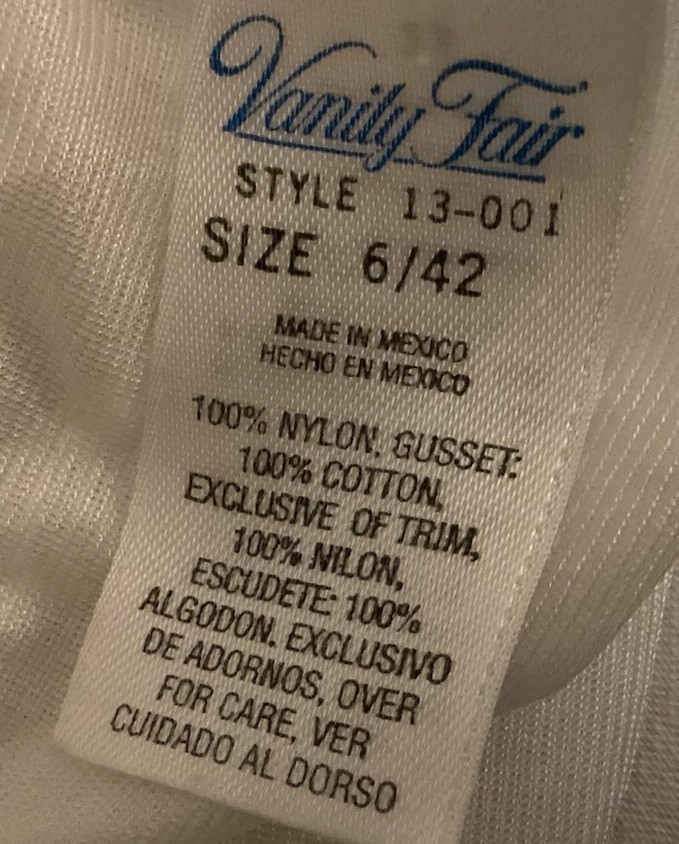 Vanity Fair
STYLE 13-001
SIZE 6/42
MADE IN MEXICO
HECHO EN MEXICO
100% NYLON, GUSSET:
100% COTTON,
EXCLUSIVE OF TRIM,
100% NILON,
ESCUDETE: 100%
ALGODON. EXCLUSIVO
DE ADORNOS, OVER
FOR CARE, VER
CUIDADO AL DORSO